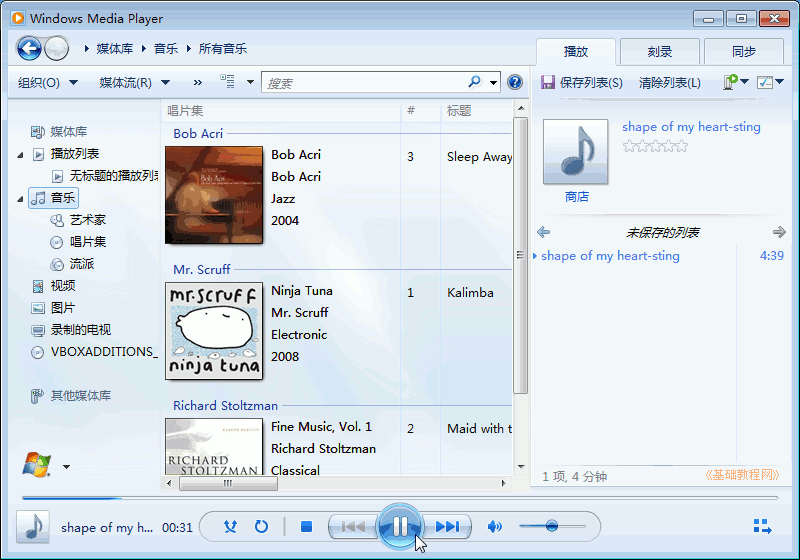 Windows Media Player
媒体库 音乐 所有音乐
播放 刻录 同步
组织(O) 媒体流(R) » 搜索
保存列表(S) 清除列表(L)
唱片集 # 标题
媒体库
播放列表
无标题的播放列表
音乐
艺术家
唱片集
流派
视频
图片
录制的电视
VBOXADDITIONS_
其他媒体库
Bob Acri
Bob Acri 3 Sleep Away
Bob Acri
Jazz
2004
Mr. Scruff
mr.scruff
ninja tuna
Ninja Tuna 1 Kalimba
Mr. Scruff
Electronic
2008
Richard Stoltzman
RICHARD
STOLTZMAN
Fine Music, Vol. 1 2 Maid with t
Richard Stoltzman
Classical
shape of my heart-sting
商店
未保存的列表
shape of my heart-sting 4:39
1 项, 4 分钟
《基础教程网》
shape of my h... 00:31